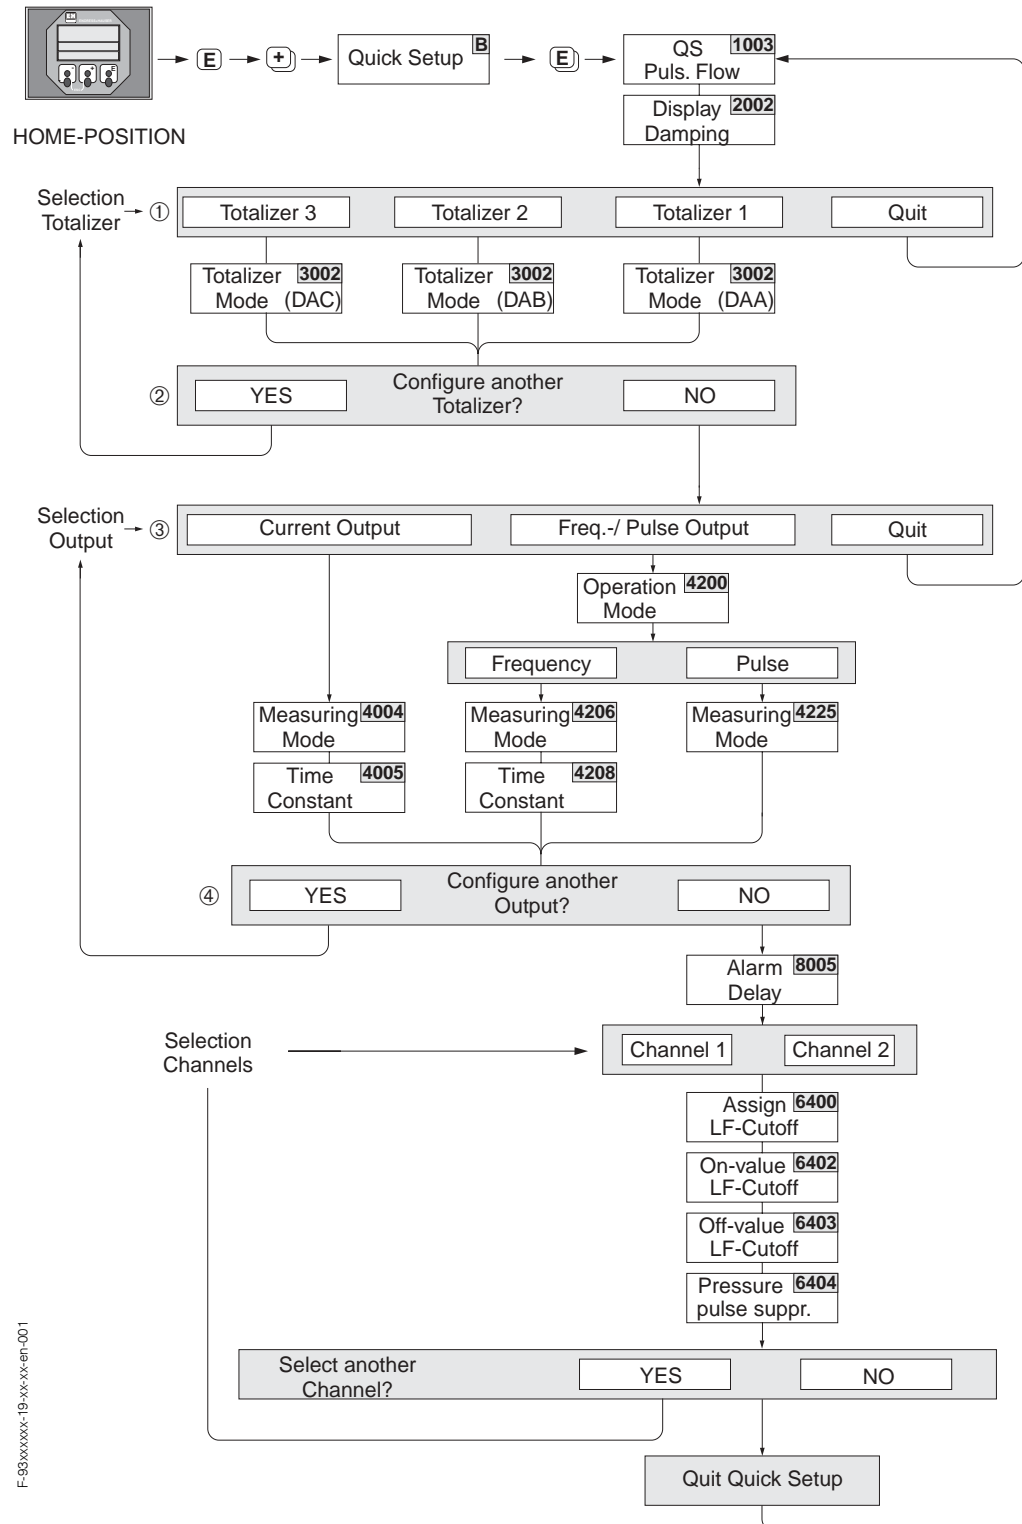 E
+
Quick Setup B
E
QS 1003
Puls. Flow
HOME-POSITION
Display 2002
Damping
Selection
Totalizer
①
Totalizer 3
Totalizer 2
Totalizer 1
Quit
Totalizer 3002
Mode (DAC)
Totalizer 3002
Mode (DAB)
Totalizer 3002
Mode (DAA)
②
YES
Configure another
Totalizer?
NO
Selection
Output
③
Current Output
Freq.-/ Pulse Output
Quit
Operation 4200
Mode
Frequency
Pulse
Measuring 4004
Mode
Measuring 4206
Mode
Measuring 4225
Mode
Time 4005
Constant
Time 4208
Constant
④
YES
Configure another
Output?
NO
Alarm 8005
Delay
Selection
Channels
Channel 1
Channel 2
Assign 6400
LF-Cutoff
On-value 6402
LF-Cutoff
Off-value 6403
LF-Cutoff
Pressure 6404
pulse suppr.
Select another
Channel?
YES
NO
Quit Quick Setup
F-93xxxxxx-19-xx-xx-en-001